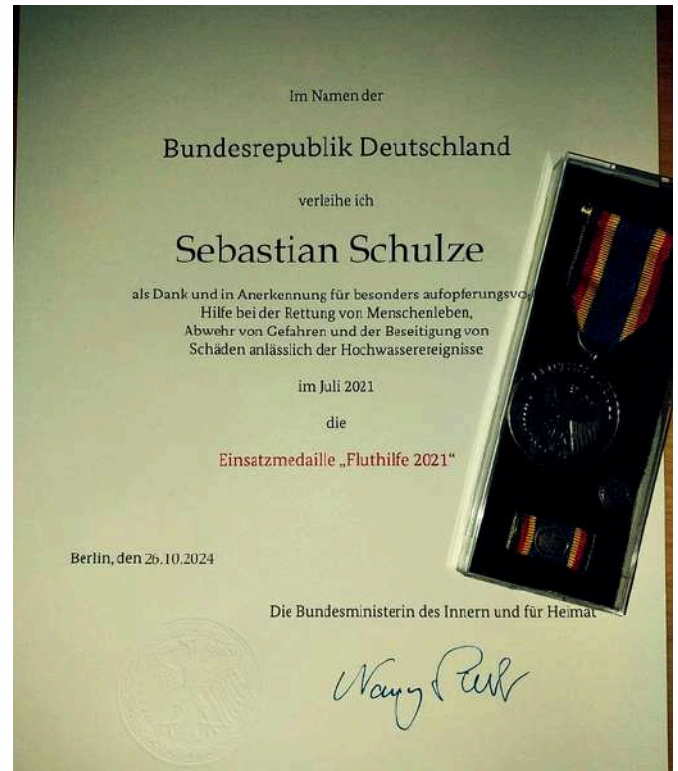 Im Namen der
Bundesrepublik Deutschland
verleihe ich
Sebastian Schulze
als Dank und in Anerkennung für besonders
Hilfe bei der Rettung von Menschenleben,
Abwehr von Gefahren und der Beseitigung von
Schäden anlässlich der Hochwasserereignisse
im Juli 2021
die
Einsatzmedaille „Fluthilfe 2021“
Berlin, den 26.10.2024
Die Bundesministerin des Innern und für Heimat